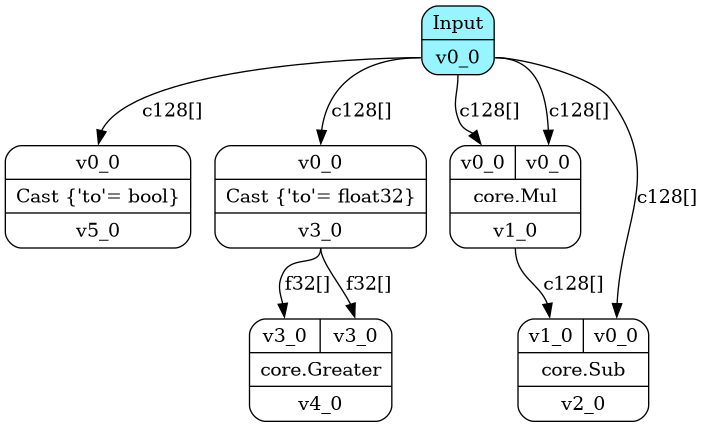 Input
v0_0
c128[]
c128[]
c128[]
c128[]
v0_0
Cast {'to'= bool}
v5_0
v0_0
Cast {'to'= float32}
v3_0
v0_0 v0_0
core.Mul
v1_0
c128[]
f32[]
f32[]
c128[]
v3_0 v3_0
core.Greater
v4_0
v1_0 v0_0
core.Sub
v2_0